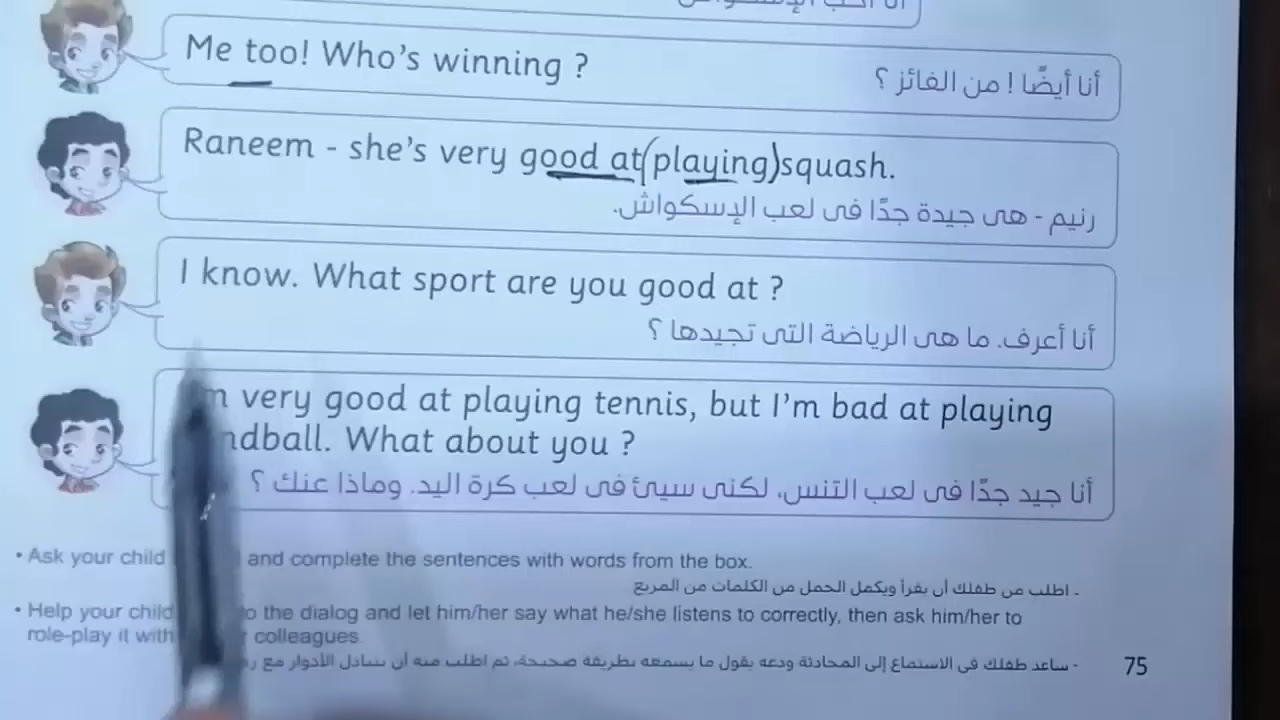 Me too! Who's winning ?
أنا أيضًا ! من الفائز ؟
Raneem - she's very good at (playing) squash.
رنيم - هى جيدة جدًا فى لعب الإسكواش.
I know. What sport are you good at ?
أنا أعرف. ما هى الرياضة التى تجيدها ؟
very good at playing tennis, but I'm bad at playing
What about you ?
أنا جيد جدًا فى لعب التنس، لكنى سيئ فى لعب كرة اليد. وماذا عنك ؟
• Ask your child and complete the sentences with words from the box.
- اطلب من طفلك أن يقرأ ويكمل الجمل من الكلمات من المربع
• Help your child to the dialog and let him/her say what he/she listens to correctly, then ask him/her to
role-play it with colleagues.
- ساعد طفلك فى الاستماع إلى المحادثة ودعه يقول ما يسمعه بطريقة صحيحة، ثم اطلب منه أن يتبادل الأدوار مع
75